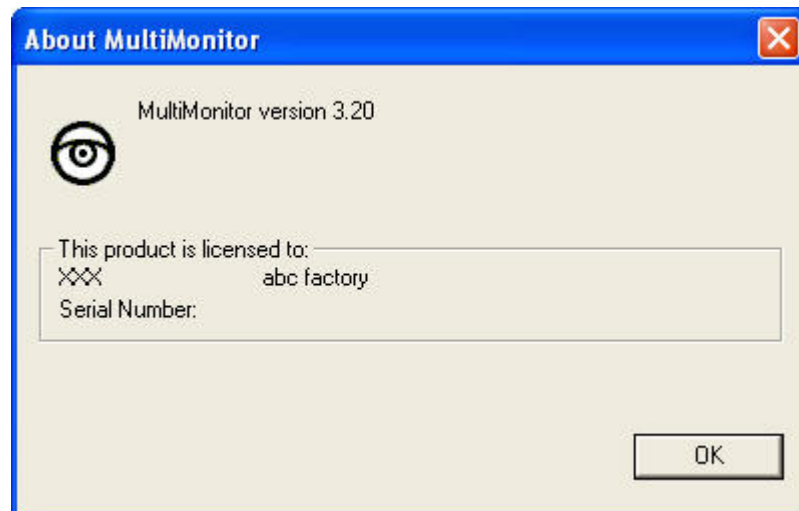 About MultiMonitor
MultiMonitor version 3.20
This product is licensed to:
XXX abc factory
Serial Number:
OK